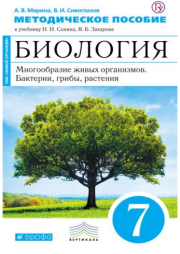 А. В. Марина, В. И. Сивоглазов
МЕТОДИЧЕСКОЕ ПОСОБИЕ
к учебнику Н. И. Сонина, В. Б. Захарова
БИОЛОГИЯ
Многообразие живых организмов.
Бактерии, грибы, растения
дрофа
ВЕРТИКАЛЬ
7